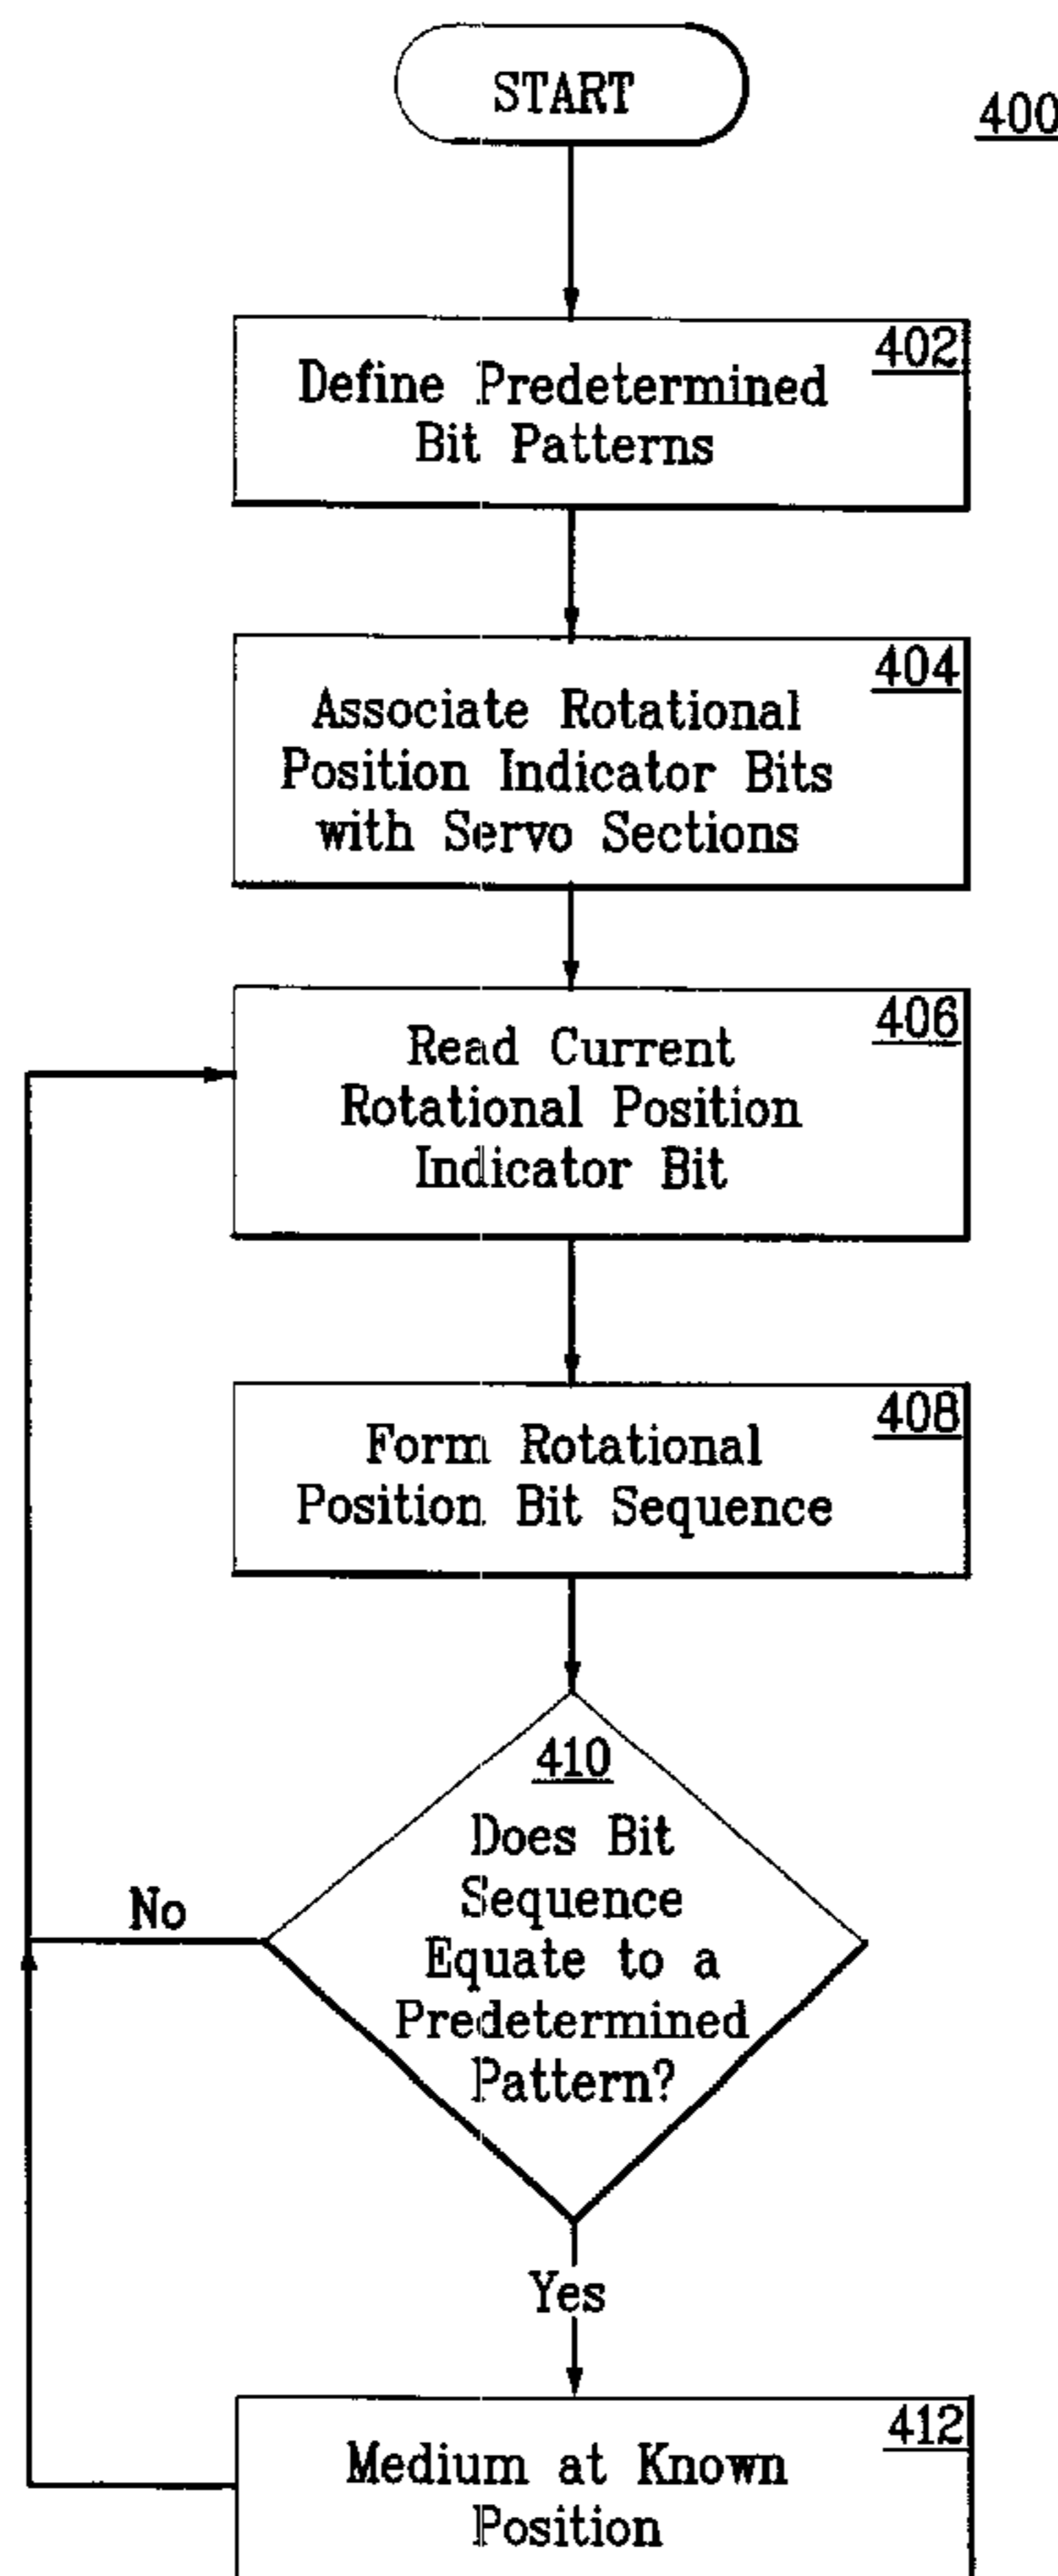 START
400
402
Define Predetermined
Bit Patterns
404
Associate Rotational
Position Indicator Bits
with Servo Sections
406
Read Current
Rotational Position
Indicator Bit
408
Form Rotational
Position Bit Sequence
410
Does Bit
Sequence
Equate to a
Predetermined
Pattern?
No
Yes
412
Medium at Known
Position